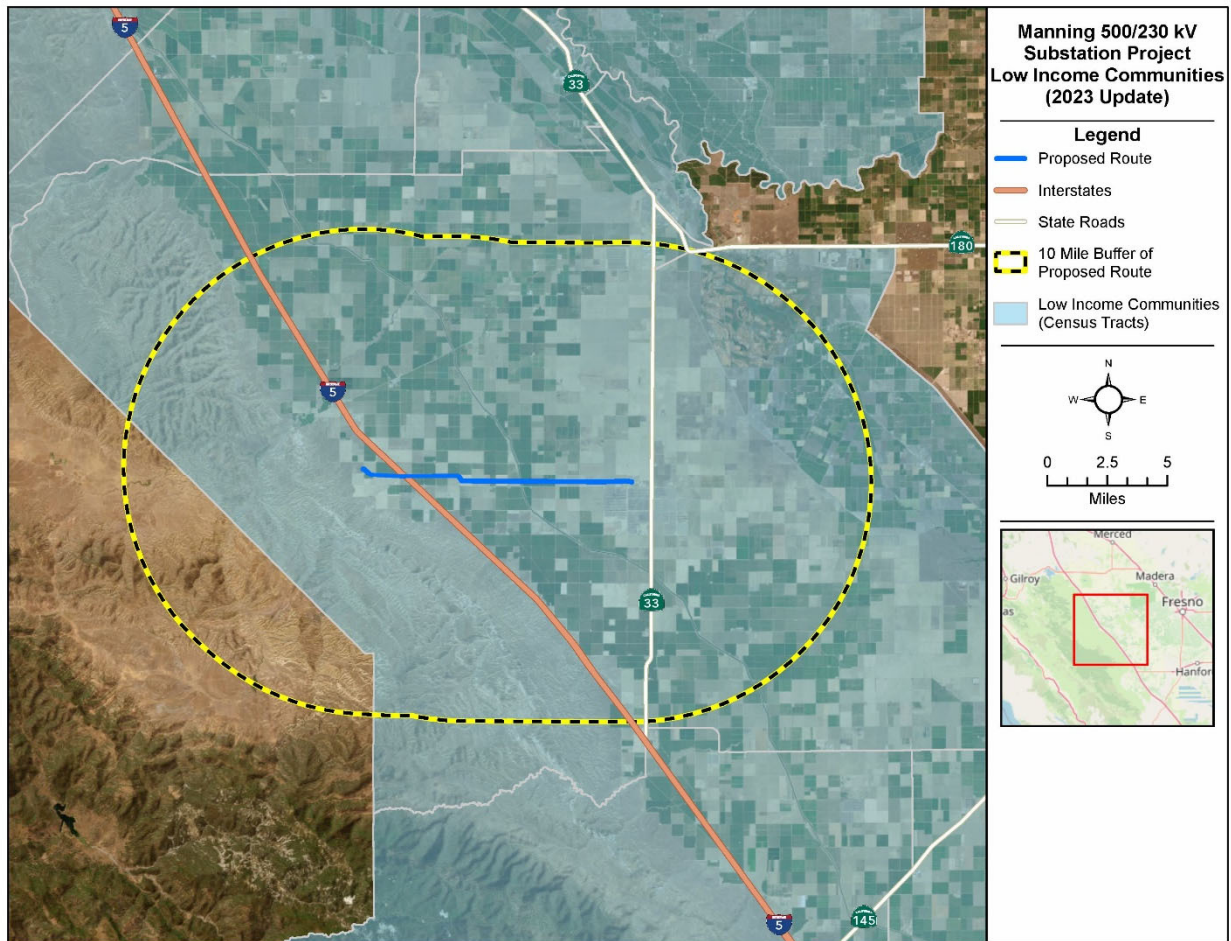 Manning 500/230 kV
Substation Project
Low Income Communities
(2023 Update)
Legend
Proposed Route
Interstates
State Roads
10 Mile Buffer of
Proposed Route
Low Income Communities
(Census Tracts)
N
W E
S
0 2.5 5
Miles
Merced
Gilroy
Madera
Fresno
as
Hanfor
5
33
180
5
33
5
145